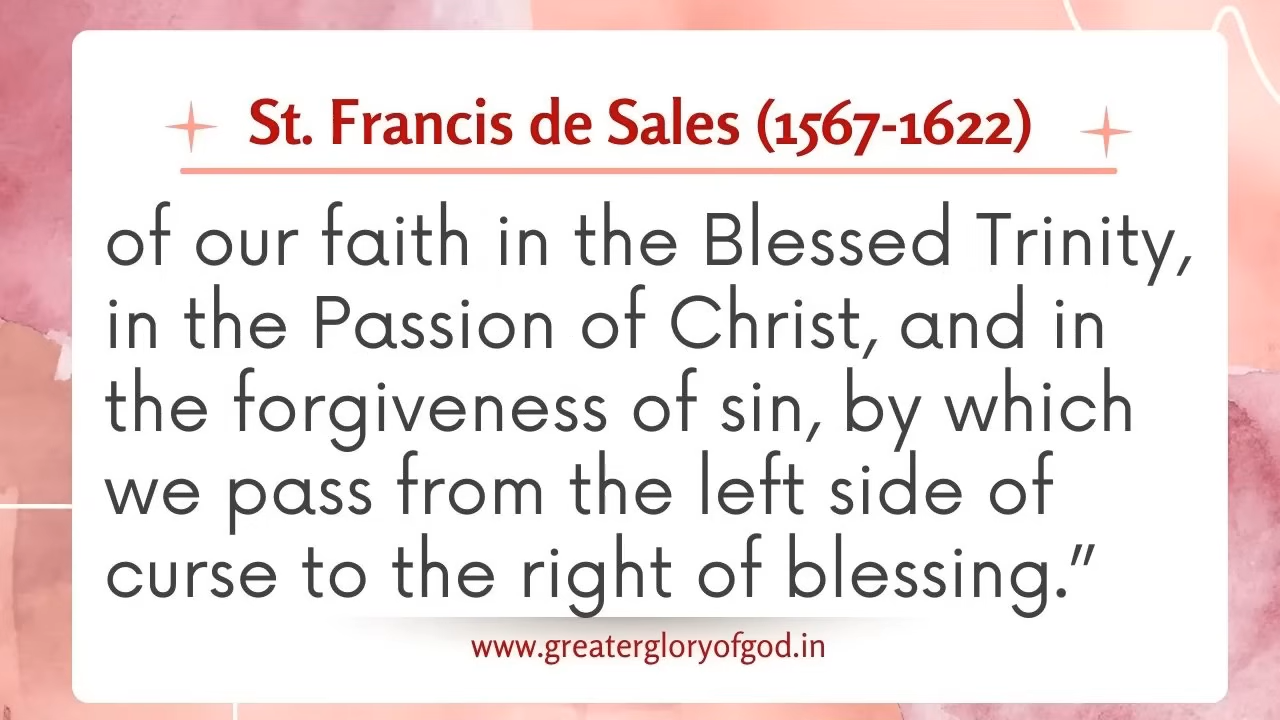 St. Francis de Sales (1567-1622)
of our faith in the Blessed Trinity,
in the Passion of Christ, and in
the forgiveness of sin, by which
we pass from the left side of
curse to the right of blessing.”
www.greatergloryofgod.in